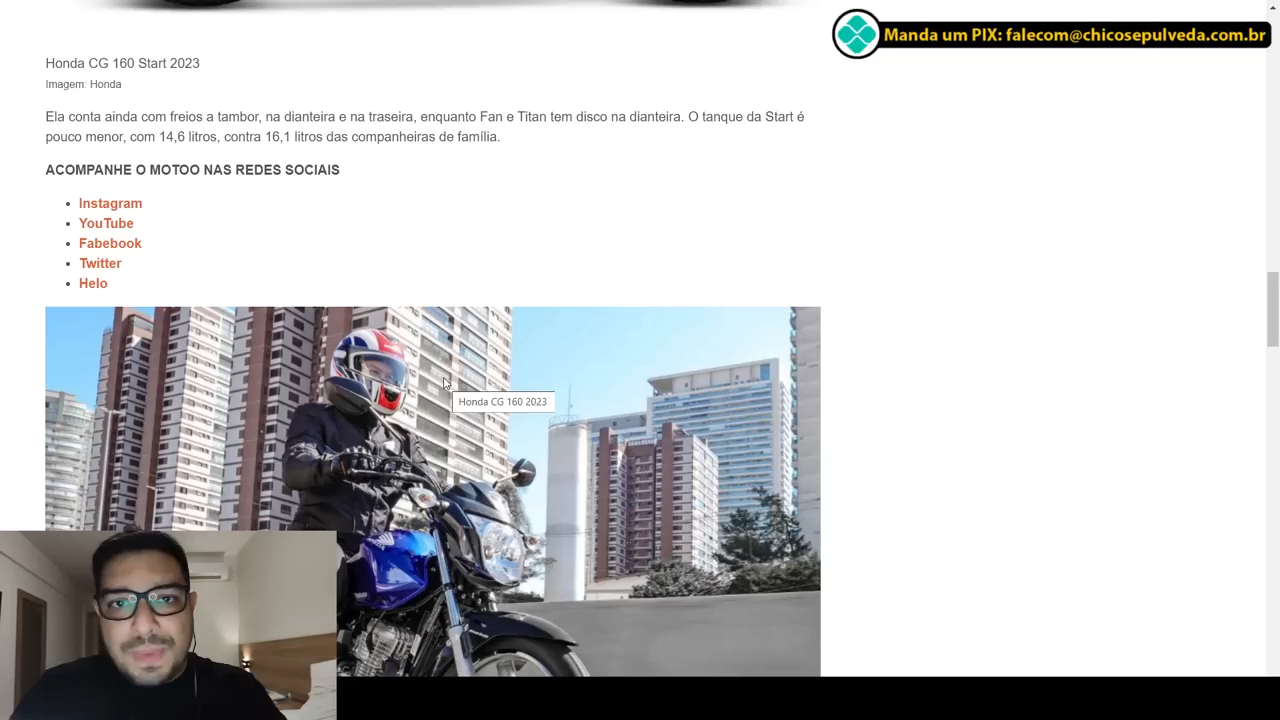 Manda um PIX: falecom@chicosepulveda.com.br
Honda CG 160 Start 2023
Imagem: Honda
Ela conta ainda com freios a tambor, na dianteira e na traseira, enquanto Fan e Titan tem disco na dianteira. O tanque da Start é
pouco menor, com 14,6 litros, contra 16,1 litros das companheiras de família.
ACOMPANHE O MOTOO NAS REDES SOCIAIS
Instagram
YouTube
Fabebook
Twitter
Helo
Honda CG 160 2023